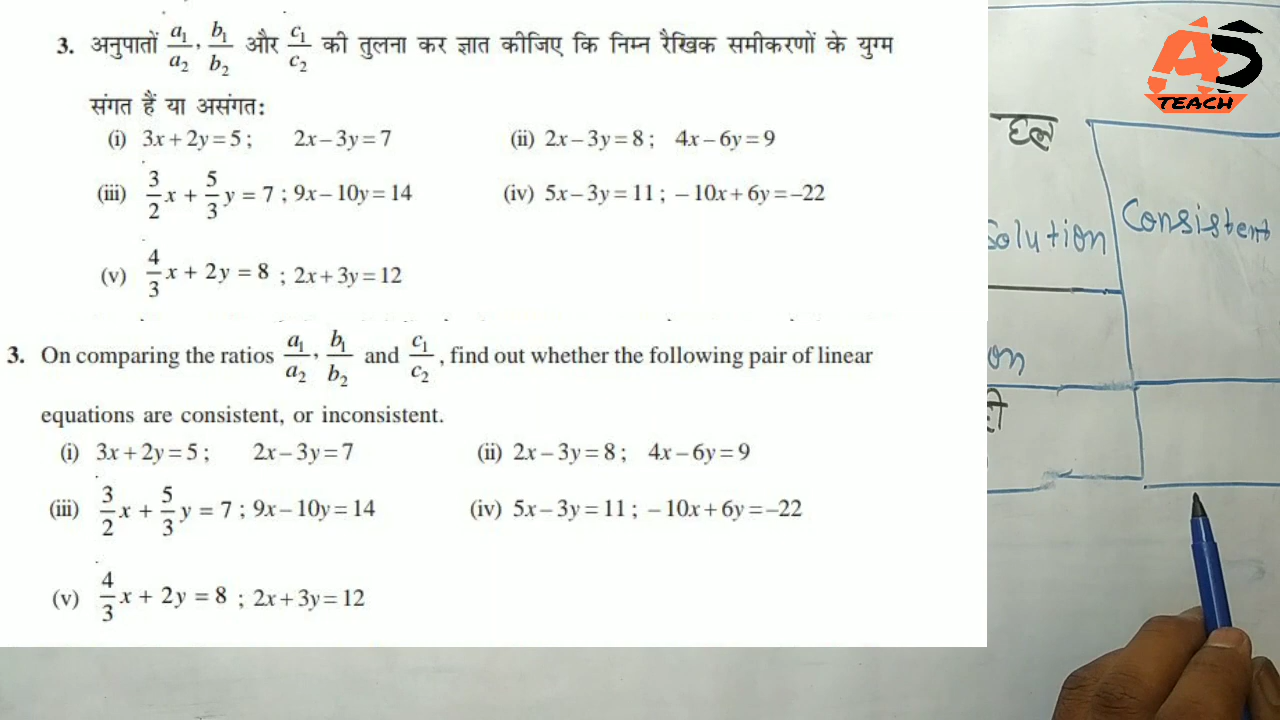 3. अनुपातों a₁/a₂, b₁/b₂ और c₁/c₂ की तुलना कर ज्ञात कीजिए कि निम्न रैखिक समीकरणों के युग्म
संगत हैं या असंगत:
(i) 3x + 2y = 5 ; 2x – 3y = 7 (ii) 2x – 3y = 8 ; 4x – 6y = 9
(iii) 3/2 x + 5/3 y = 7 ; 9x – 10y = 14 (iv) 5x – 3y = 11 ; – 10x + 6y = –22
(v) 4/3 x + 2y = 8 ; 2x + 3y = 12
3. On comparing the ratios a₁/a₂, b₁/b₂ and c₁/c₂, find out whether the following pair of linear
equations are consistent, or inconsistent.
(i) 3x + 2y = 5 ; 2x – 3y = 7 (ii) 2x – 3y = 8 ; 4x – 6y = 9
(iii) 3/2 x + 5/3 y = 7 ; 9x – 10y = 14 (iv) 5x – 3y = 11 ; – 10x + 6y = –22
(v) 4/3 x + 2y = 8 ; 2x + 3y = 12
AS
TEACH
हल
Solution
Consistent
on